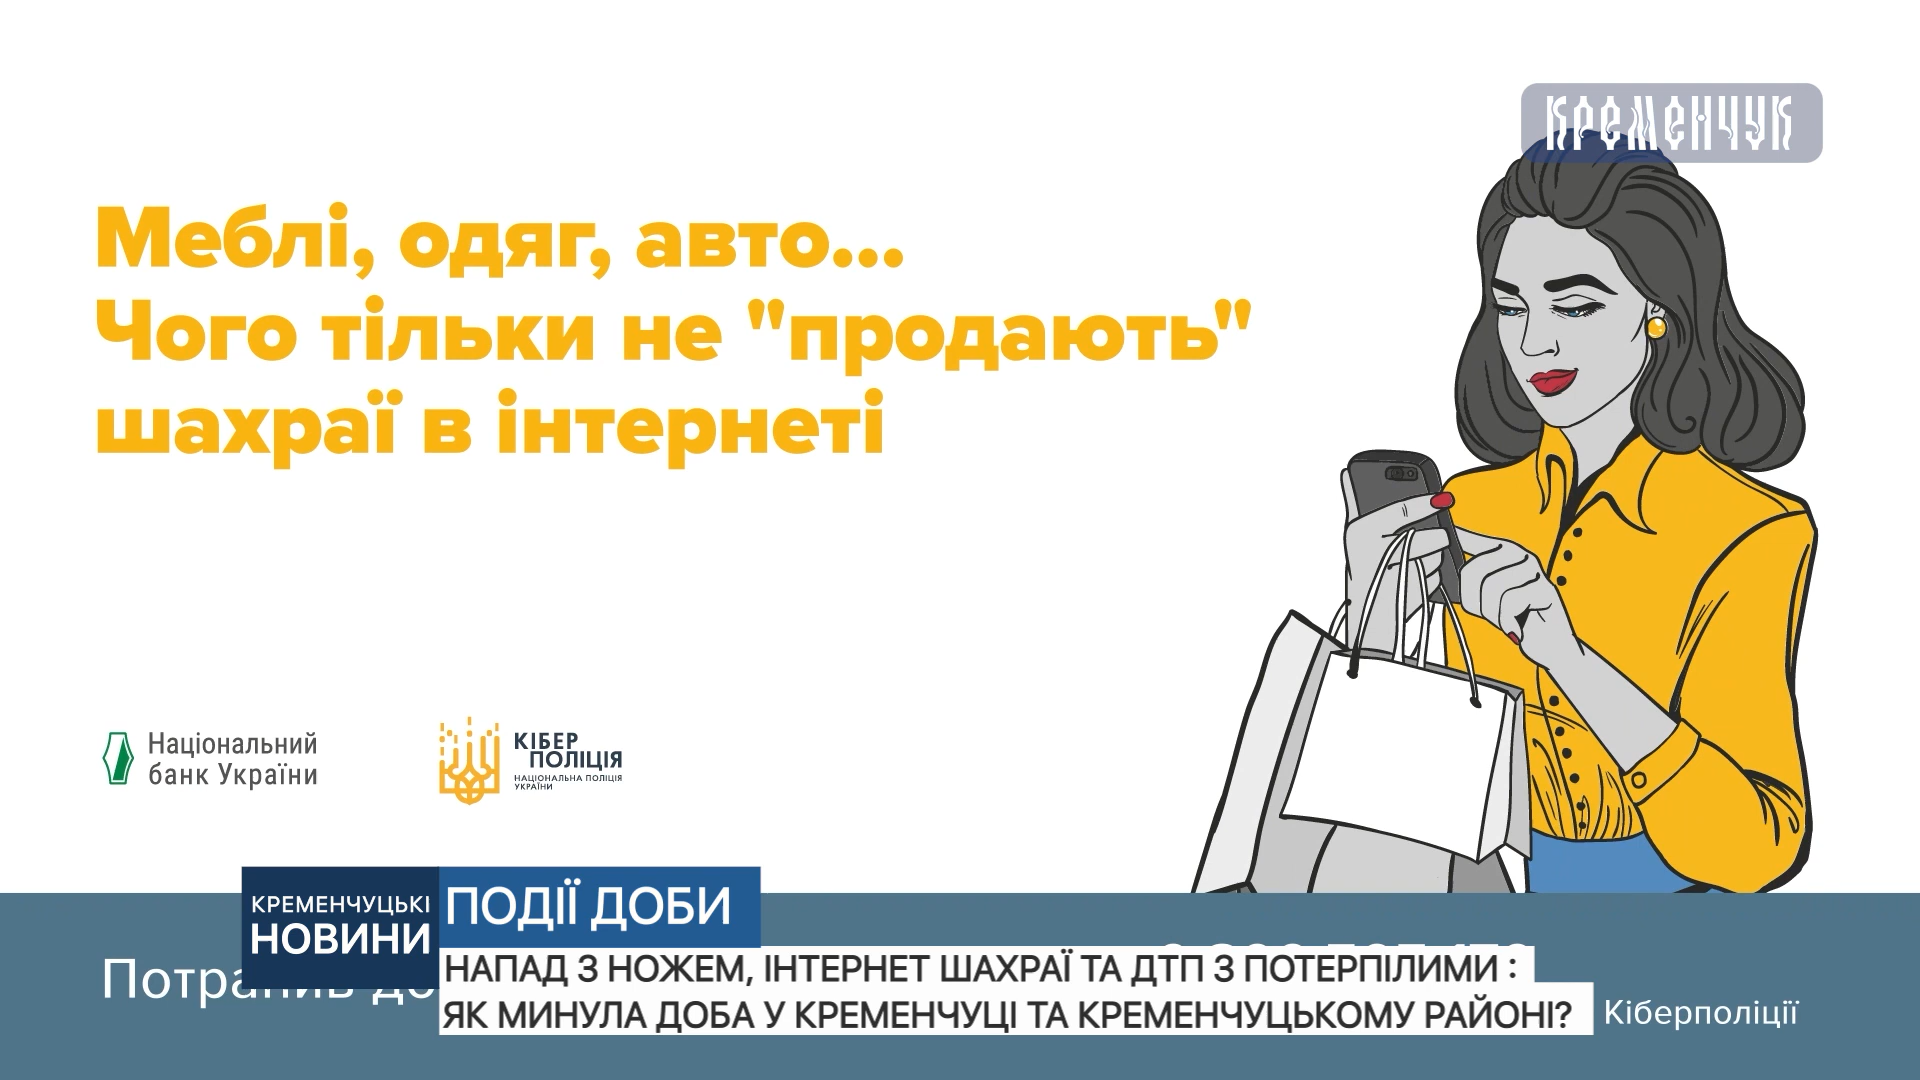 КРЕМЕНЧУК
Меблі, одяг, авто...
Чого тільки не "продають"
шахраї в інтернеті
Національний
банк України
КІБЕР
ПОЛІЦІЯ
НАЦІОНАЛЬНА ПОЛІЦІЯ
УКРАЇНИ
КРЕМЕНЧУЦЬКІ
НОВИНИ
ПОДІЇ ДОБИ
НАПАД З НОЖЕМ, ІНТЕРНЕТ ШАХРАЇ ТА ДТП З ПОТЕРПІЛИМИ :
ЯК МИНУЛА ДОБА У КРЕМЕНЧУЦІ ТА КРЕМЕНЧУЦЬКОМУ РАЙОНІ?
Кіберполіції